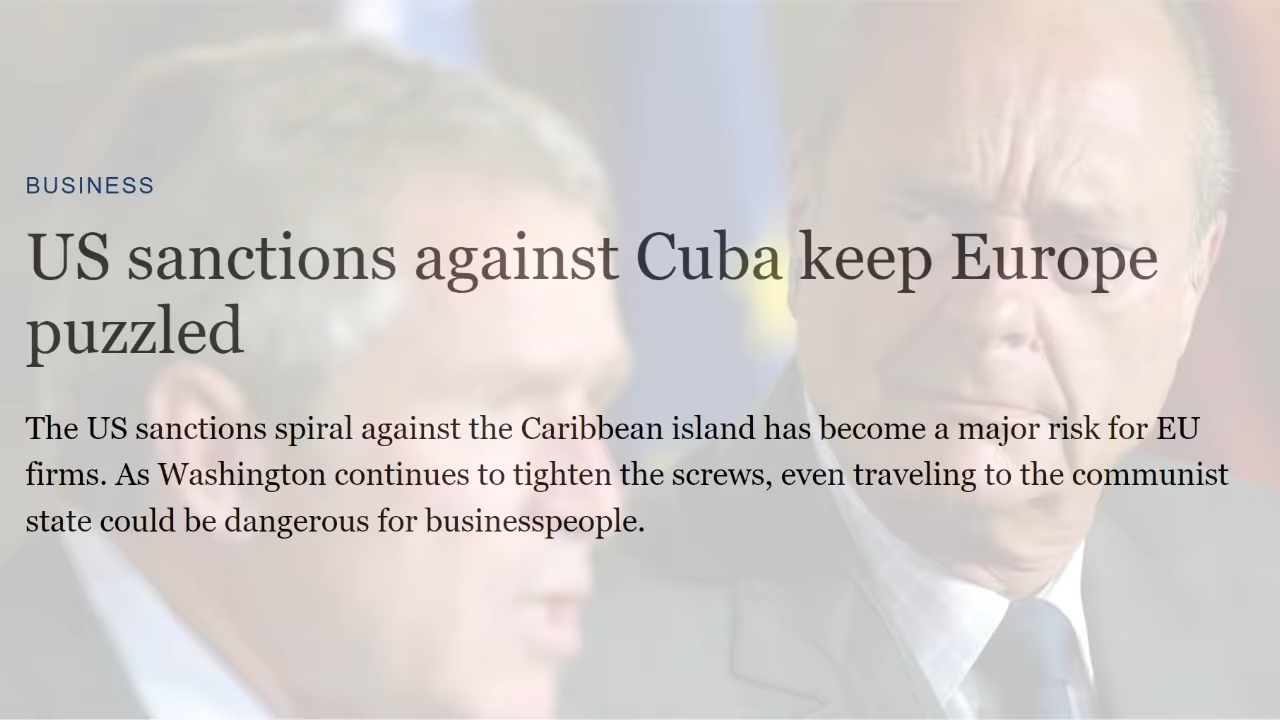 BUSINESS
US sanctions against Cuba keep Europe
puzzled
The US sanctions spiral against the Caribbean island has become a major risk for EU
firms. As Washington continues to tighten the screws, even traveling to the communist
state could be dangerous for businesspeople.